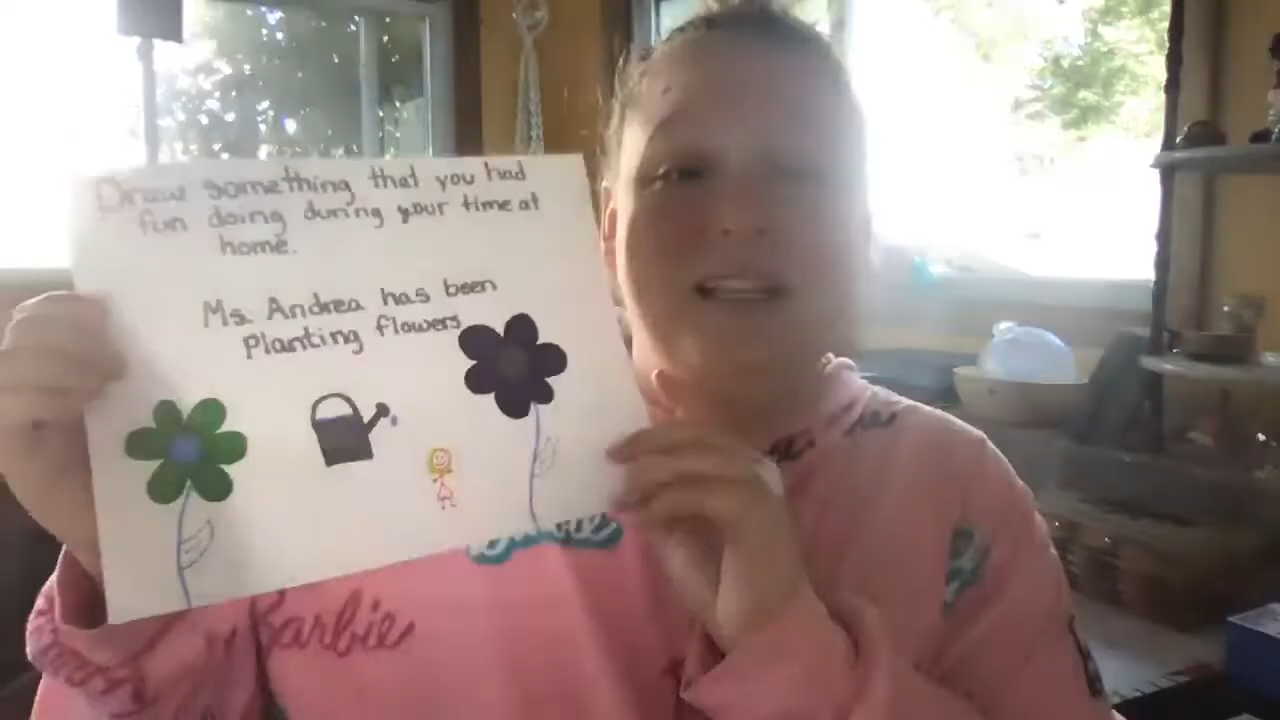 Draw something that you had
fun doing during your time at
home.
Ms. Andrea has been
Planting flowers
Barbie